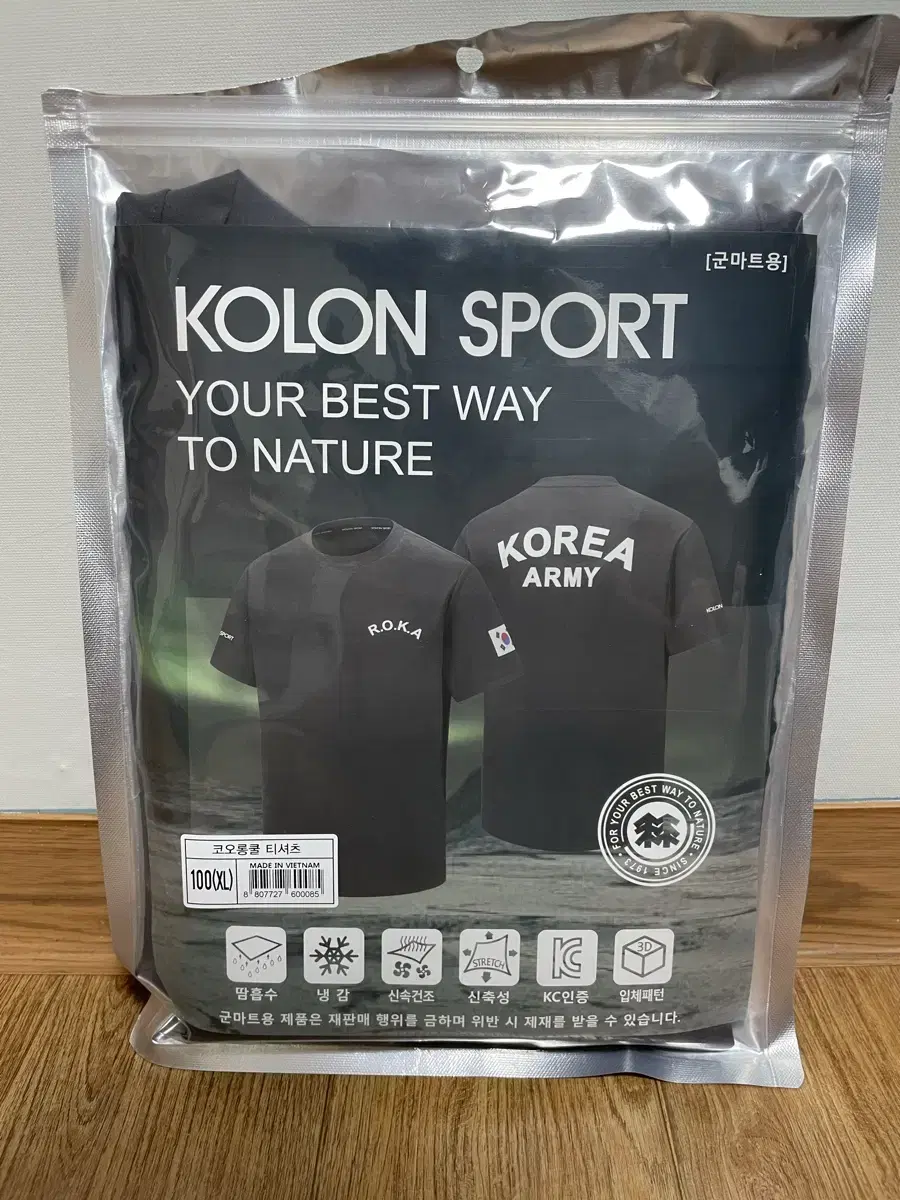 [군마트용]
KOLON SPORT
YOUR BEST WAY
TO NATURE
KOREA
ARMY
R.O.K.A
SPORT
KOLON
FOR YOUR BEST WAY TO NATURE
SINCE 1973
코오롱쿨 티셔츠
100(XL)
MADE IN VIETNAM
8 807727 600085
STRETCH
3D
땀흡수 냉 감 신속건조 신축성 KC인증 입체패턴
군마트용 제품은 재판매 행위를 금하며 위반 시 제재를 받을 수 있습니다.